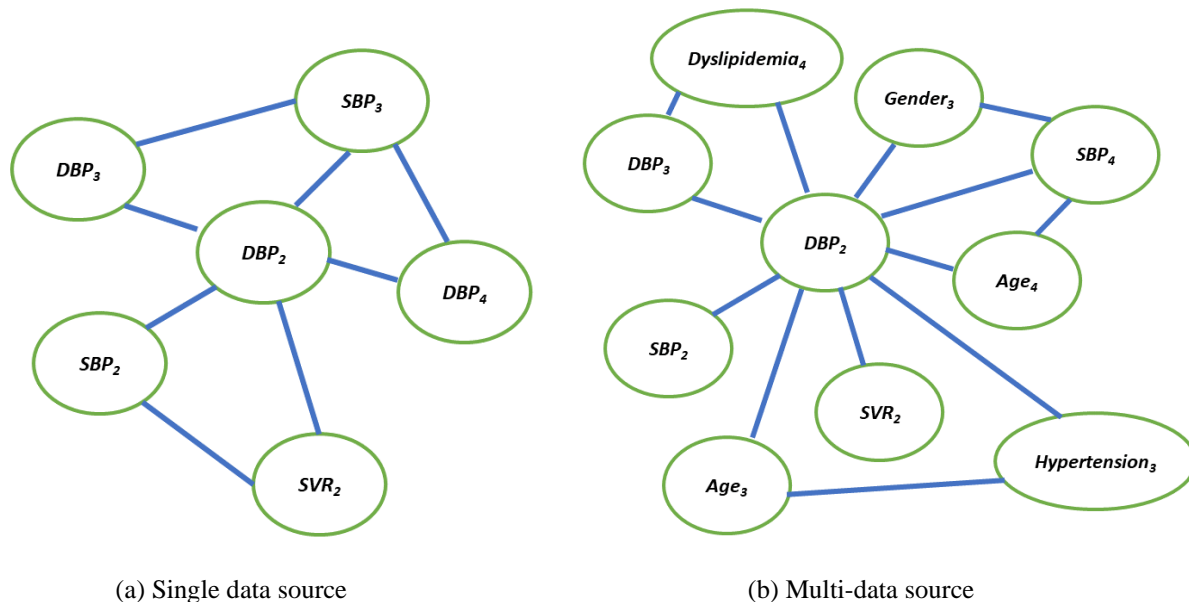 SBP₃
DBP₃
DBP₂
DBP₄
SBP₂
SVR₂
(a) Single data source
Dyslipidemia₄
Gender₃
DBP₃
SBP₄
DBP₂
Age₄
SBP₂
SVR₂
Hypertension₃
Age₃
(b) Multi-data source